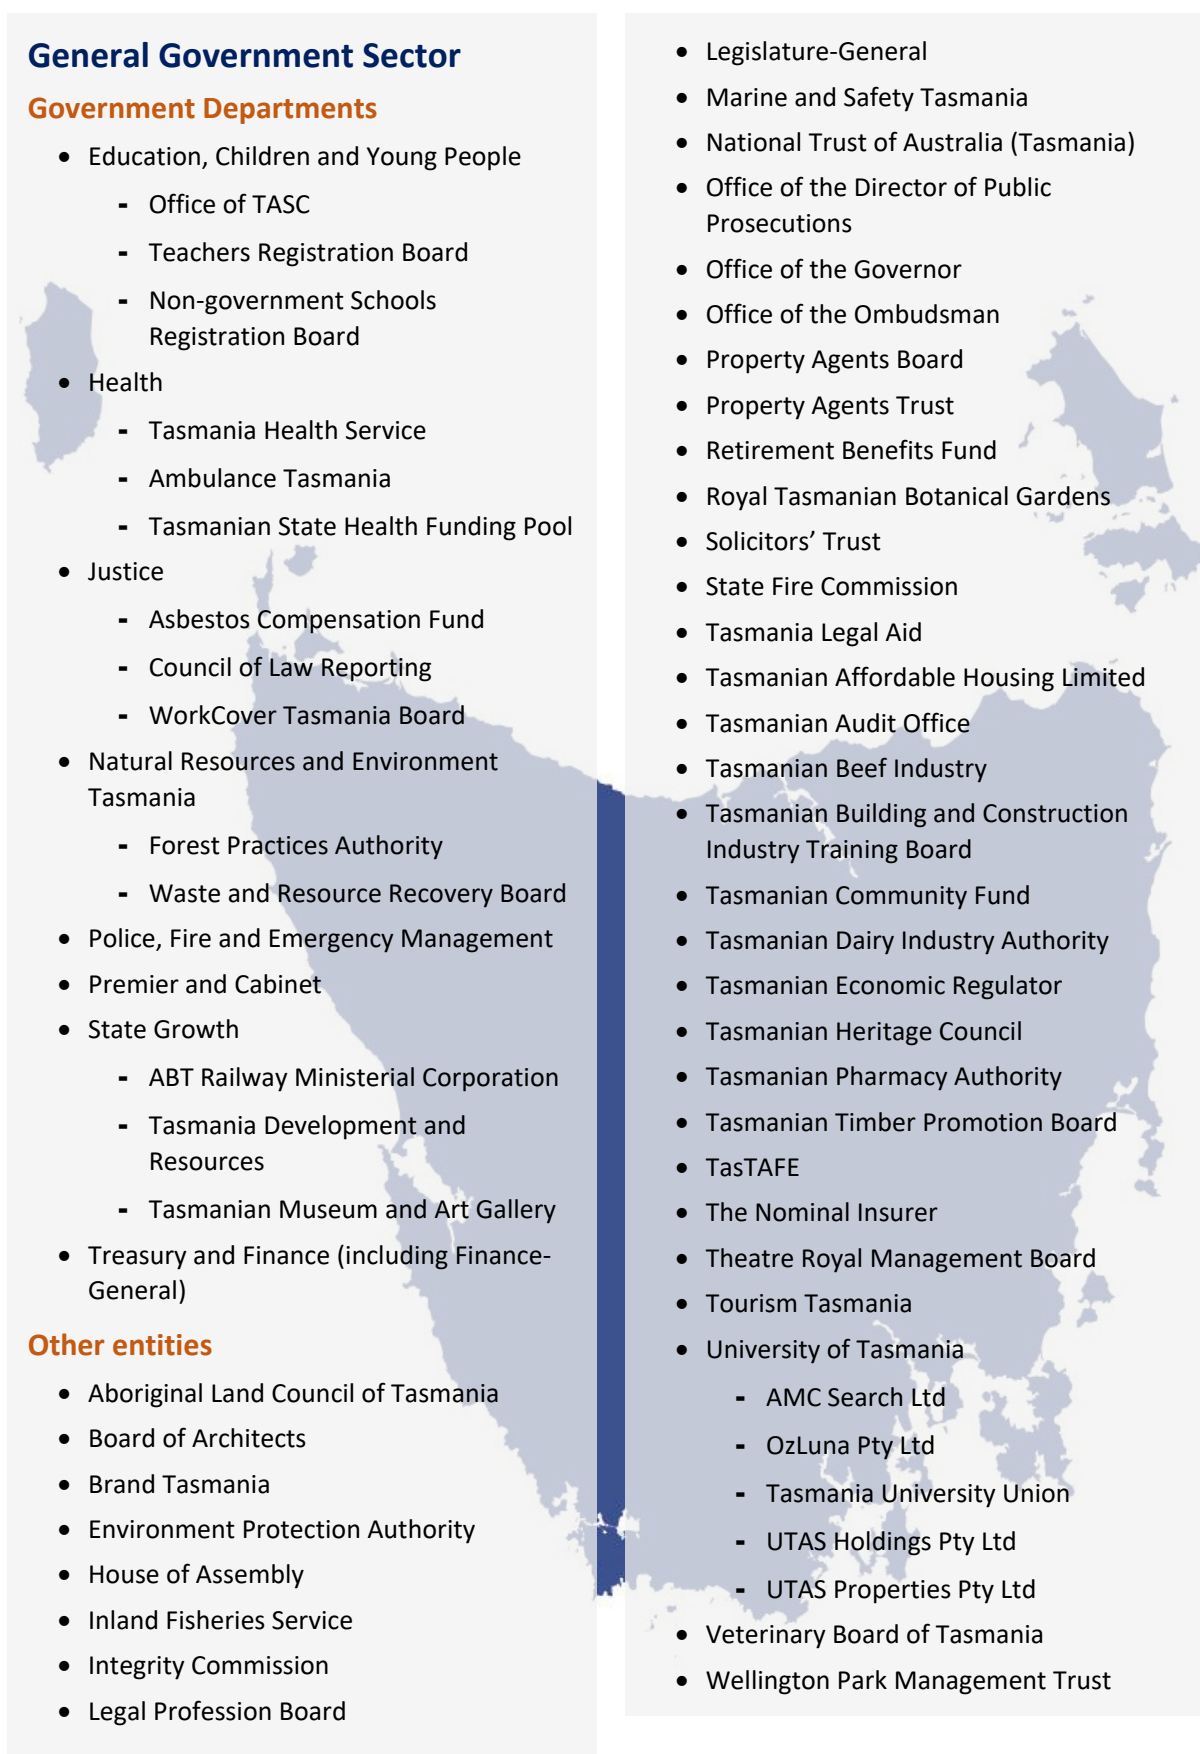 General Government Sector
Government Departments
• Education, Children and Young People
- Office of TASC
- Teachers Registration Board
- Non-government Schools
Registration Board
• Health
- Tasmania Health Service
- Ambulance Tasmania
- Tasmanian State Health Funding Pool
• Justice
- Asbestos Compensation Fund
- Council of Law Reporting
- WorkCover Tasmania Board
• Natural Resources and Environment
Tasmania
- Forest Practices Authority
- Waste and Resource Recovery Board
• Police, Fire and Emergency Management
• Premier and Cabinet
• State Growth
- ABT Railway Ministerial Corporation
- Tasmania Development and
Resources
- Tasmanian Museum and Art Gallery
• Treasury and Finance (including Finance-
General)
Other entities
• Aboriginal Land Council of Tasmania
• Board of Architects
• Brand Tasmania
• Environment Protection Authority
• House of Assembly
• Inland Fisheries Service
• Integrity Commission
• Legal Profession Board
• Legislature-General
• Marine and Safety Tasmania
• National Trust of Australia (Tasmania)
• Office of the Director of Public
Prosecutions
• Office of the Governor
• Office of the Ombudsman
• Property Agents Board
• Property Agents Trust
• Retirement Benefits Fund
• Royal Tasmanian Botanical Gardens
• Solicitors’ Trust
• State Fire Commission
• Tasmania Legal Aid
• Tasmanian Affordable Housing Limited
• Tasmanian Audit Office
• Tasmanian Beef Industry
• Tasmanian Building and Construction
Industry Training Board
• Tasmanian Community Fund
• Tasmanian Dairy Industry Authority
• Tasmanian Economic Regulator
• Tasmanian Heritage Council
• Tasmanian Pharmacy Authority
• Tasmanian Timber Promotion Board
• TasTAFE
• The Nominal Insurer
• Theatre Royal Management Board
• Tourism Tasmania
• University of Tasmania
- AMC Search Ltd
- OzLuna Pty Ltd
- Tasmania University Union
- UTAS Holdings Pty Ltd
- UTAS Properties Pty Ltd
• Veterinary Board of Tasmania
• Wellington Park Management Trust